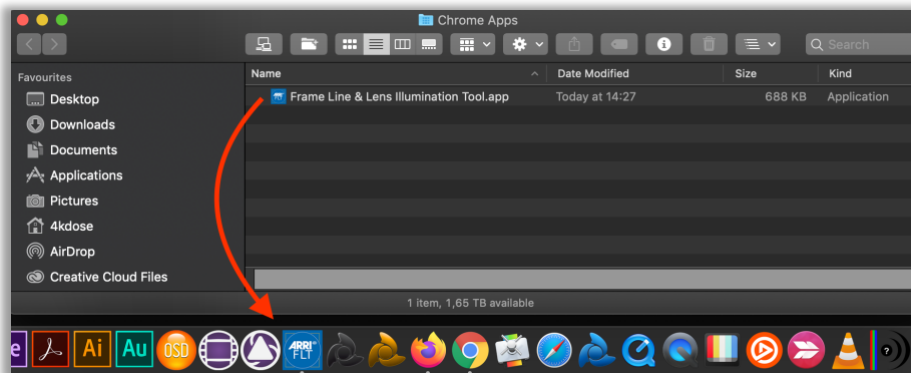 Chrome Apps
Search
Name Date Modified Size Kind
Favourites
Frame Line & Lens Illumination Tool.app Today at 14:27 688 KB Application
Desktop
Downloads
Documents
Applications
Pictures
4kdose
AirDrop
Creative Cloud Files
1 item, 1,65 TB available
e Ai Au OSD ARRI FLT